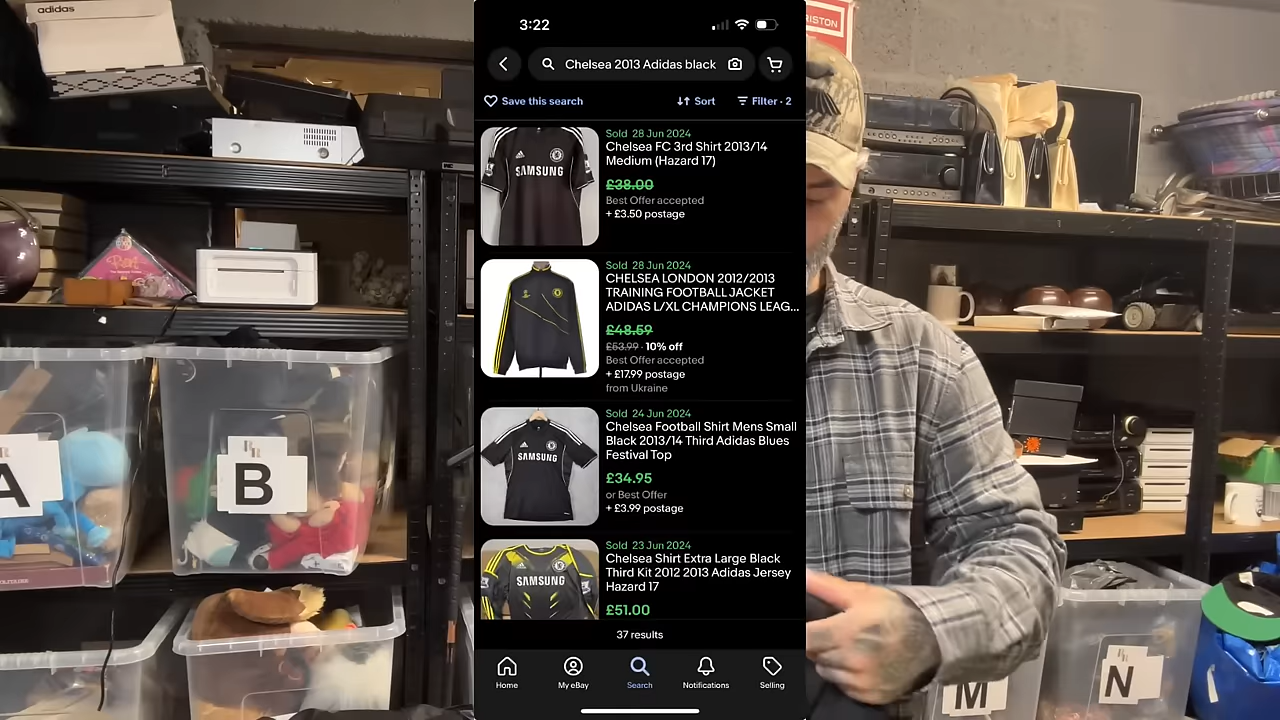 adidas
A
B
3:22
Chelsea 2013 Adidas black
Save this search
Sort
Filter · 2
Sold 28 Jun 2024
Chelsea FC 3rd Shirt 2013/14
Medium (Hazard 17)
£38.00
Best Offer accepted
+ £3.50 postage
SAMSUNG
Sold 28 Jun 2024
CHELSEA LONDON 2012/2013
TRAINING FOOTBALL JACKET
ADIDAS L/XL CHAMPIONS LEAG...
£48.59
£53.99 · 10% off
Best Offer accepted
+ £17.99 postage
from Ukraine
Sold 24 Jun 2024
Chelsea Football Shirt Mens Small
Black 2013/14 Third Adidas Blues
Festival Top
£34.95
or Best Offer
+ £3.99 postage
SAMSUNG
Sold 23 Jun 2024
Chelsea Shirt Extra Large Black
Third Kit 2012 2013 Adidas Jersey
Hazard 17
£51.00
SAMSUNG
37 results
Home
My eBay
Search
Notifications
Selling
RISTON
M
N